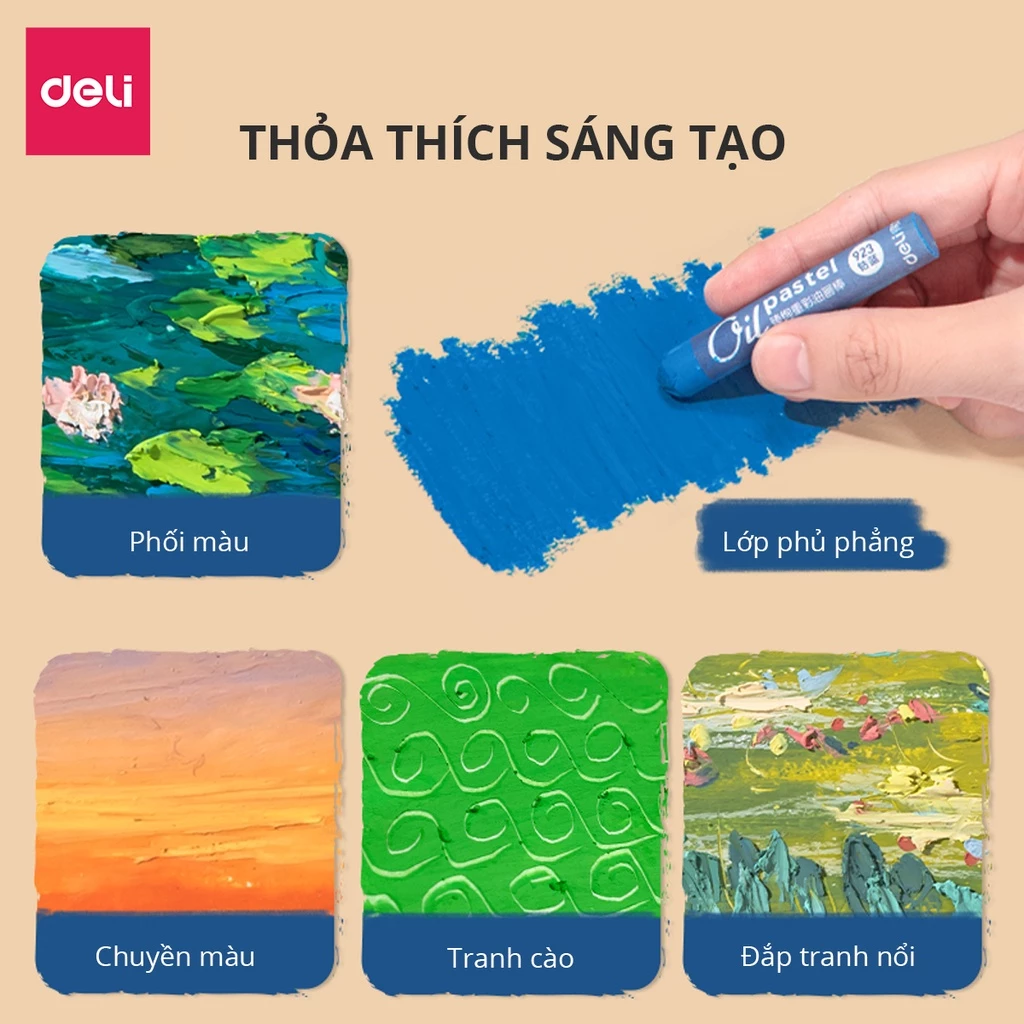 deli
THỎA THÍCH SÁNG TẠO
Oil pastel
923
deli
Phối màu
Lớp phủ phẳng
Chuyền màu
Tranh cào
Đắp tranh nổi